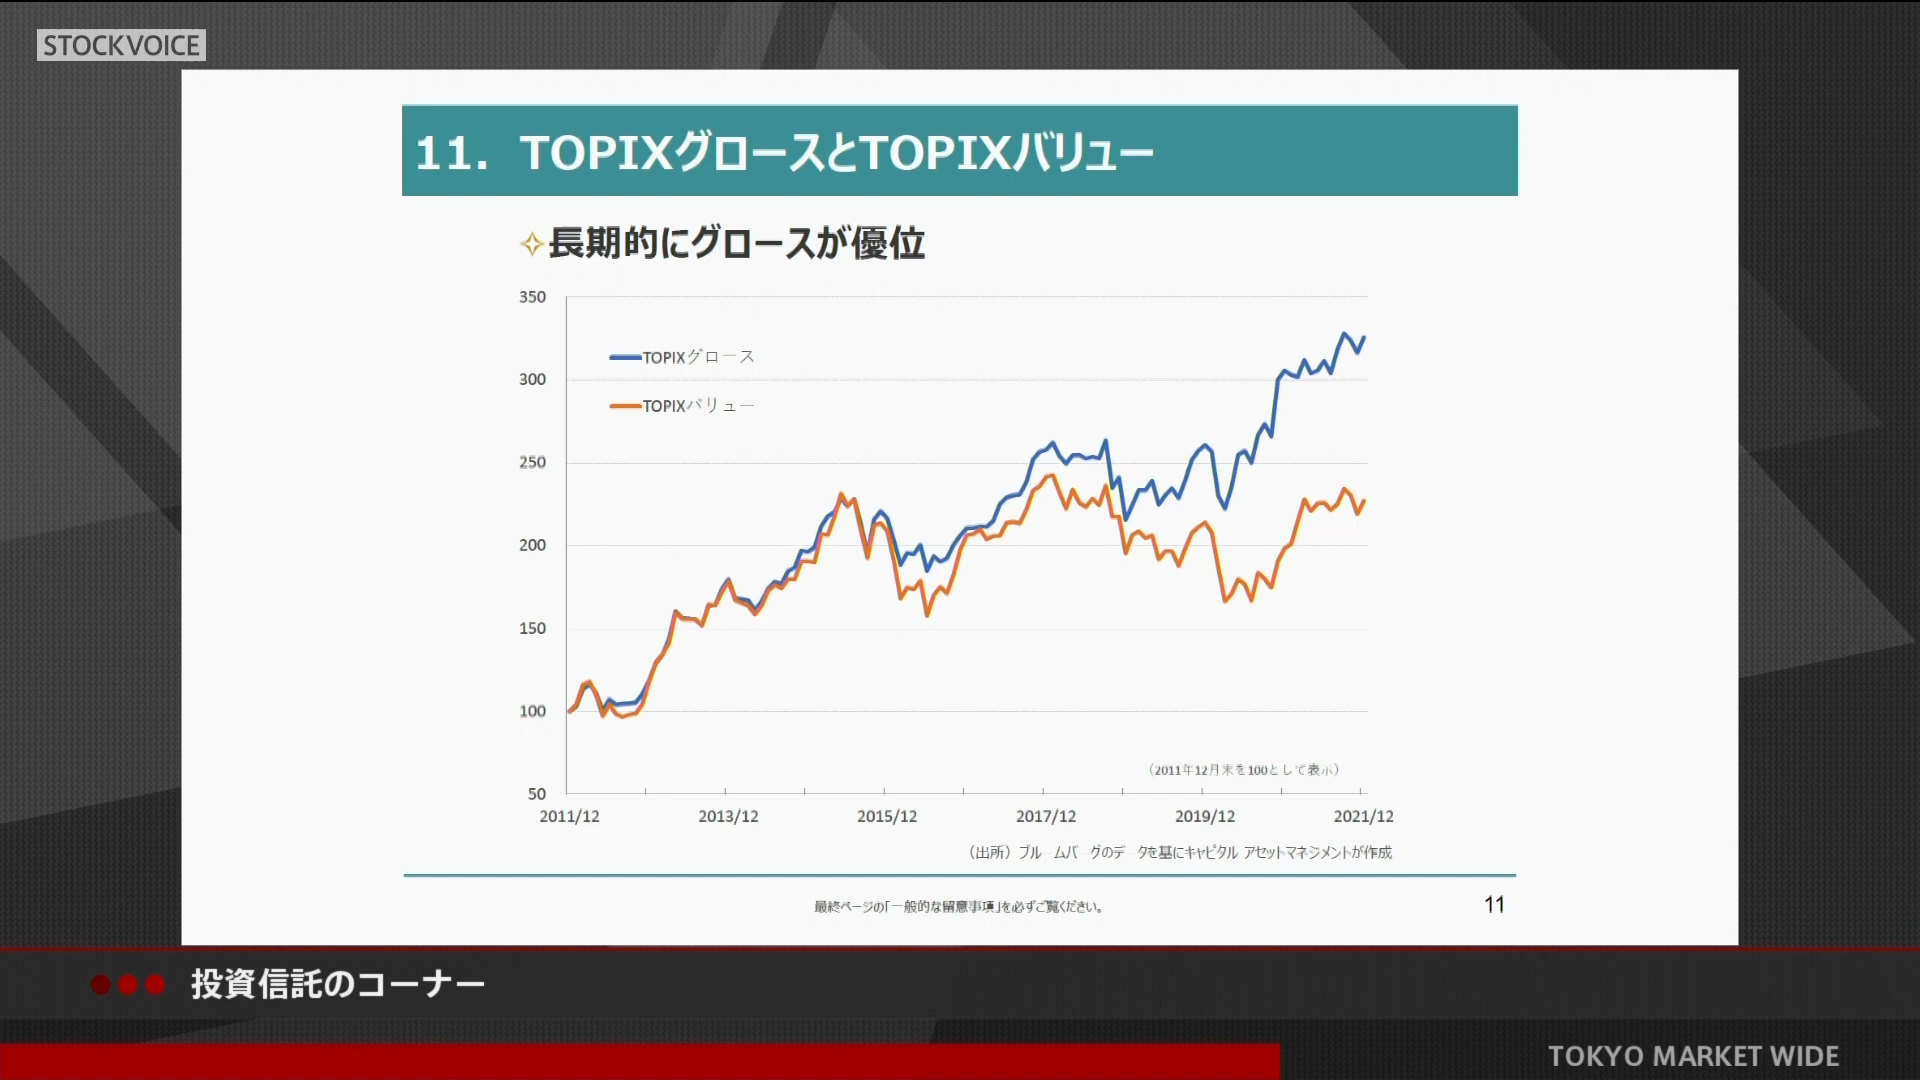 STOCKVOICE
11. TOPIXグロースとTOPIXバリュー
長期的にグロースが優位
350
300
250
200
150
100
50
TOPIXグロース
TOPIXバリュー
（2011年12月末を100として表示）
2011/12 2013/12 2015/12 2017/12 2019/12 2021/12
（出所）ブルームバーグのデータを基にキャピタル アセットマネジメントが作成
最終ページの「一般的な留意事項」を必ずご覧ください。
11
投資信託のコーナー
TOKYO MARKET WIDE